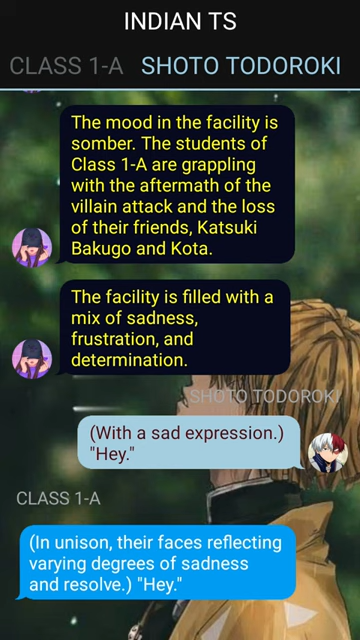 INDIAN TS
CLASS 1-A SHOTO TODOROKI
The mood in the facility is
somber. The students of
Class 1-A are grappling
with the aftermath of the
villain attack and the loss
of their friends, Katsuki
Bakugo and Kota.
The facility is filled with a
mix of sadness,
frustration, and
determination.
SHOTO TODOROKI
(With a sad expression.)
"Hey."
CLASS 1-A
(In unison, their faces reflecting
varying degrees of sadness
and resolve.) "Hey."